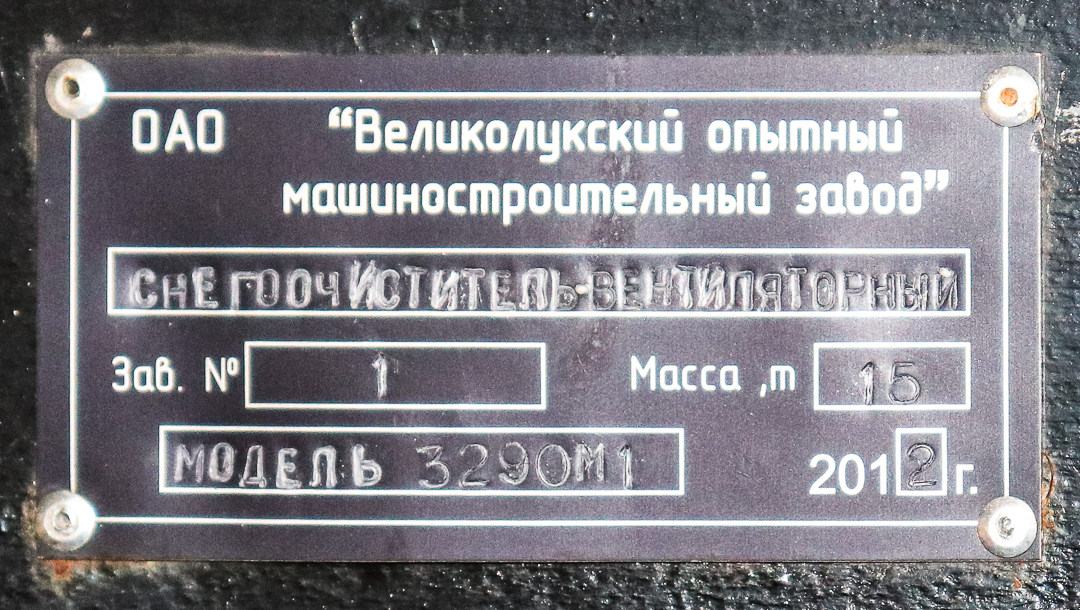 ОАО “Великолукский опытный
машиностроительный завод”
СНЕГООЧИСТИТЕЛЬ-ВЕНТИЛЯТОРНЫЙ
Зав. № 1 Масса ,т 15
МОДЕЛЬ 3290М1 2012 г.